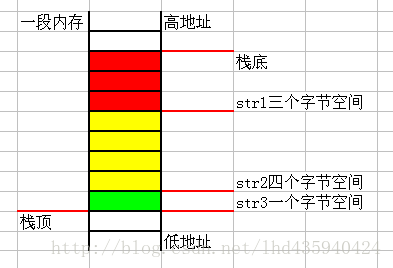 一段内存
高地址
栈底
str1三个字节空间
str2四个字节空间
str3一个字节空间
栈顶
低地址
http://blog.csdn.net/lhd435940424